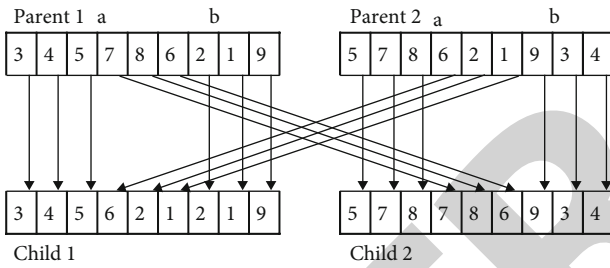 Parent 1 a b Parent 2 a b
3 4 5 7 8 6 2 1 9 5 7 8 6 2 1 9 3 4
3 4 5 6 2 1 2 1 9 5 7 8 7 8 6 9 3 4
Child 1 Child 2